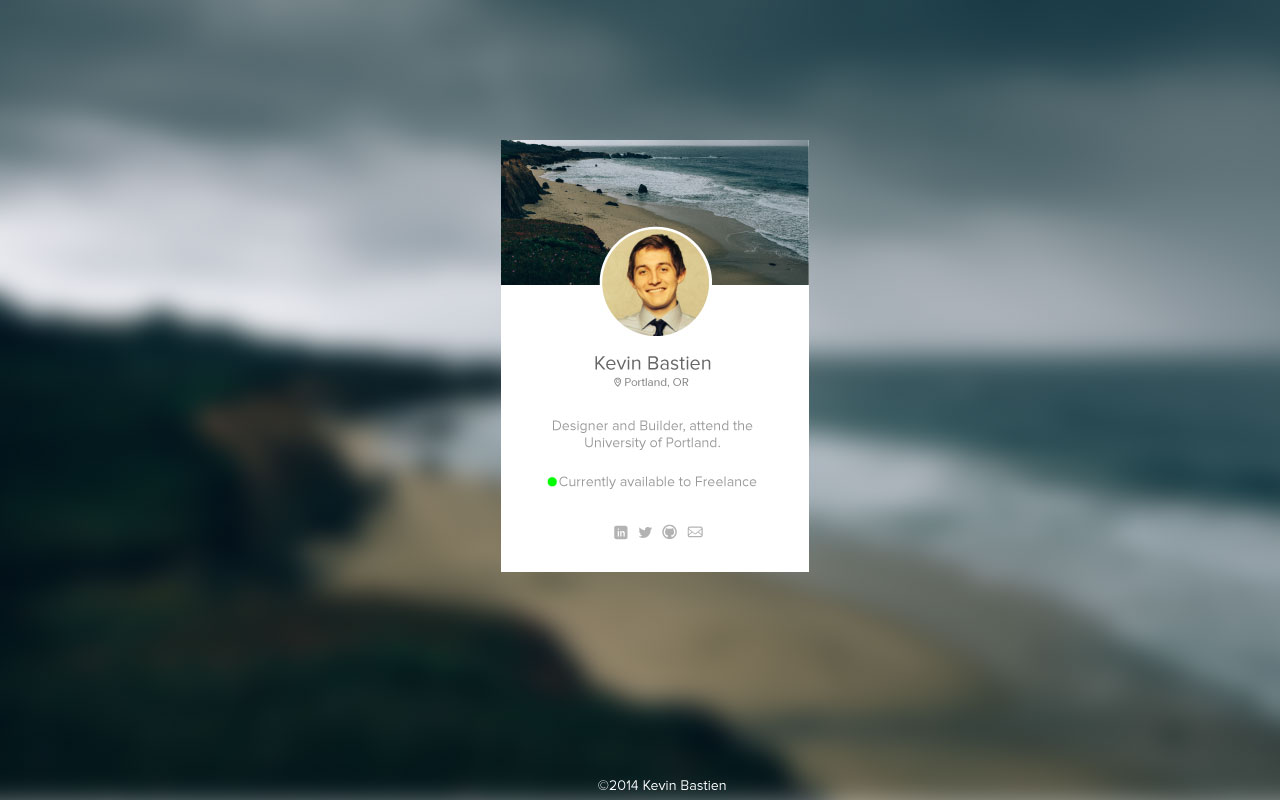 Kevin Bastien
Portland, OR
Designer and Builder, attend the
University of Portland.
Currently available to Freelance
in
©2014 Kevin Bastien